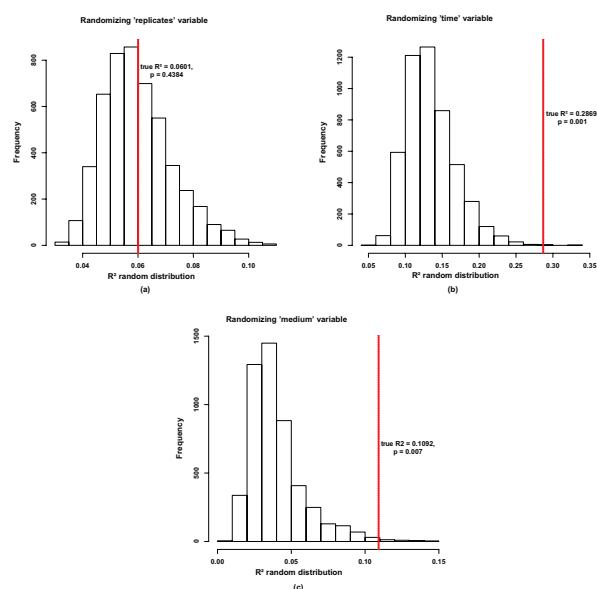 Randomizing 'replicates' variable
Frequency
0
200
400
600
800
true R² = 0.0601,
p = 0.4384
0.04
0.06
0.08
0.10
R² random distribution
(a)
Randomizing 'time' variable
Frequency
0
200
400
600
800
1200
true R² = 0.2869
p = 0.001
0.05
0.10
0.15
0.20
0.25
0.30
0.35
R² random distribution
(b)
Randomizing 'medium' variable
Frequency
0
500
1000
1500
true R2 = 0.1092,
p = 0.007
0.00
0.05
0.10
0.15
R² random distribution
(c)